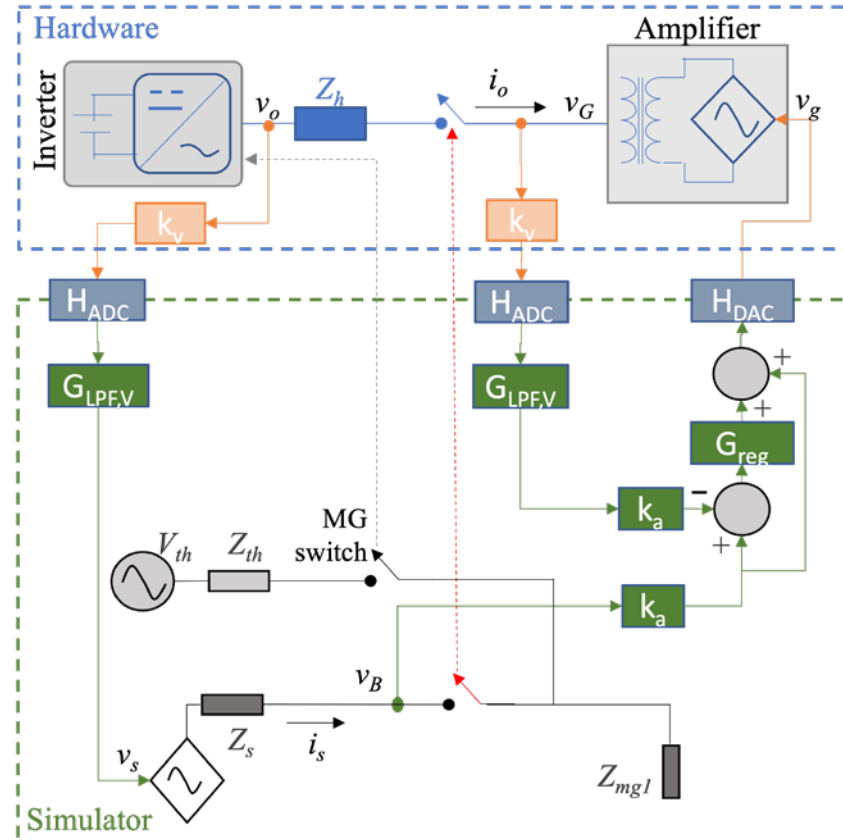 Hardware
Amplifier
Inverter
v_o
Z_h
i_o
v_G
v_g
k_v
k_v
H_ADC
H_ADC
H_DAC
G_LPF,V
G_LPF,V
+
+
G_reg
MG
switch
k_a
−
+
V_th
Z_th
k_a
v_B
Z_s
i_s
v_s
Z_mg1
Simulator